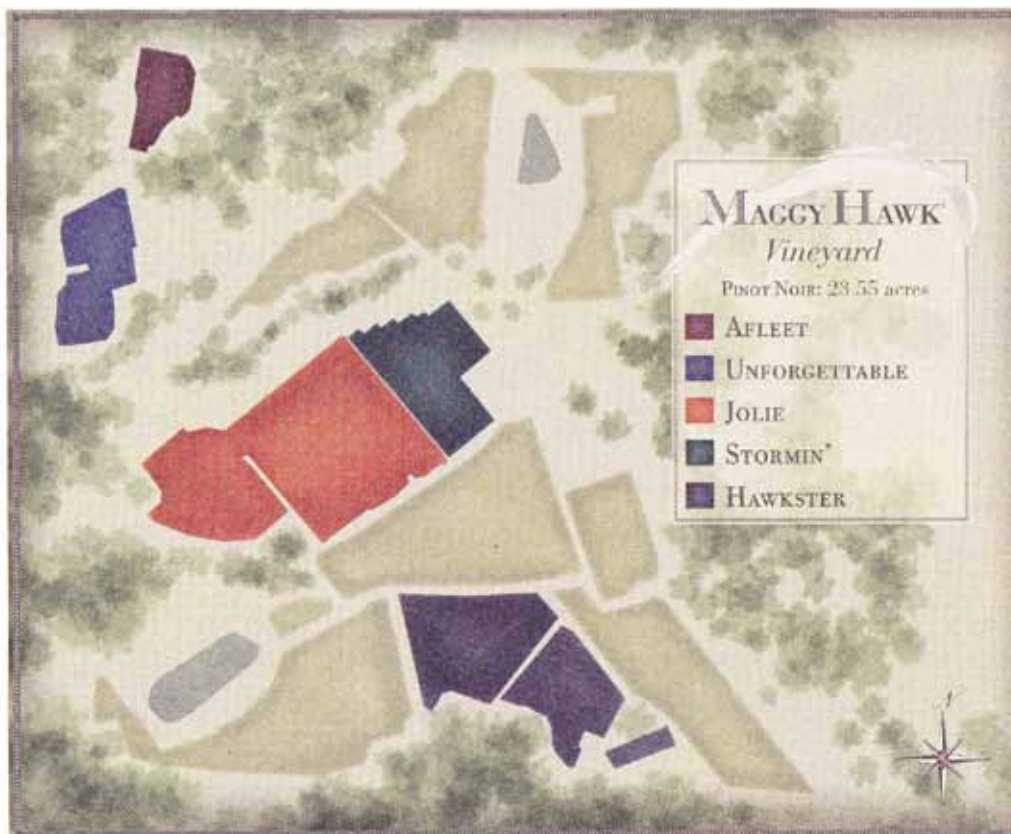 MAGGY HAWK
Vineyard
PINOT NOIR: 23.55 acres
AFLEET
UNFORGETTABLE
JOLIE
STORMIN'
HAWKSTER